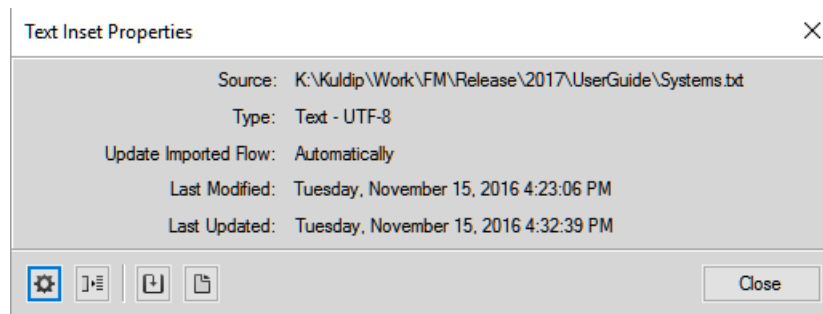 Text Inset Properties
Source: K:\Kuldip\Work\FM\Release\2017\UserGuide\Systems.txt
Type: Text - UTF-8
Update Imported Flow: Automatically
Last Modified: Tuesday, November 15, 2016 4:23:06 PM
Last Updated: Tuesday, November 15, 2016 4:32:39 PM
Close